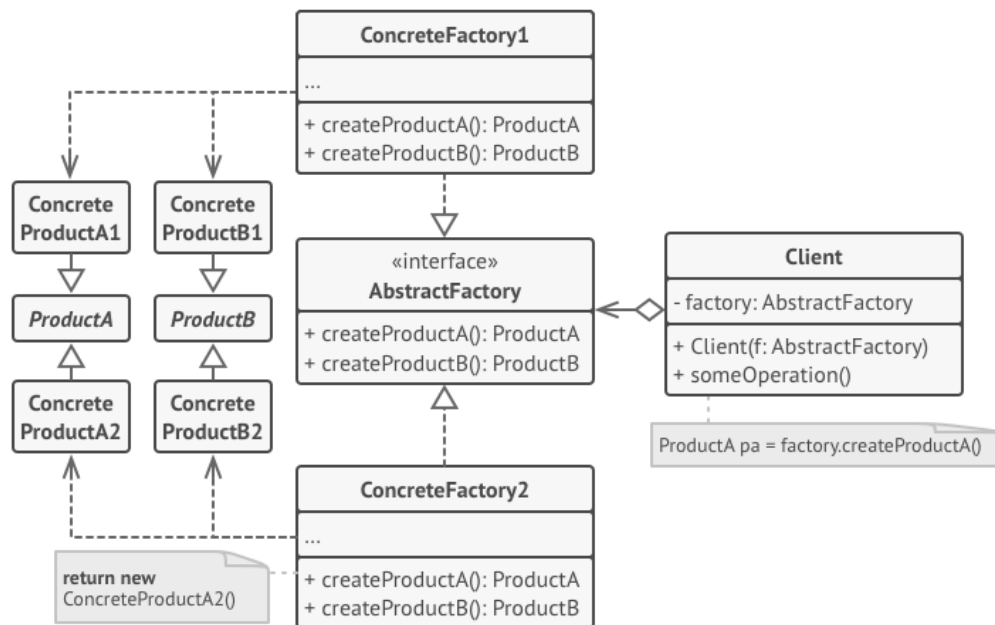 ConcreteFactory1
...
+ createProductA(): ProductA
+ createProductB(): ProductB
Concrete
ProductA1
Concrete
ProductB1
ProductA
ProductB
Concrete
ProductA2
Concrete
ProductB2
«interface»
AbstractFactory
+ createProductA(): ProductA
+ createProductB(): ProductB
Client
- factory: AbstractFactory
+ Client(f: AbstractFactory)
+ someOperation()
ProductA pa = factory.createProductA()
ConcreteFactory2
...
+ createProductA(): ProductA
+ createProductB(): ProductB
return new
ConcreteProductA2()